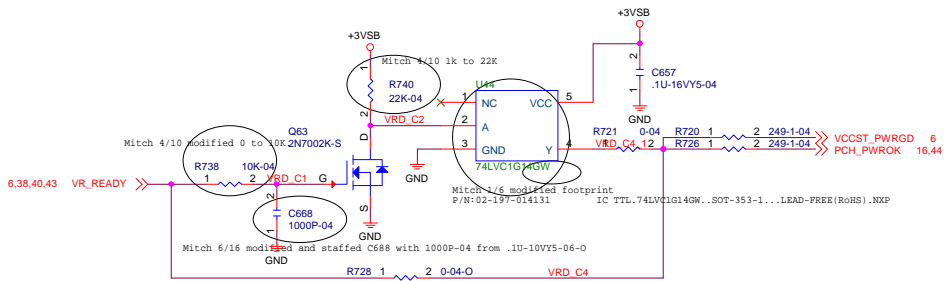 +3VSB
+3VSB
Mitch 4/10 1k to 22K
U44
1
2
R740
22K-04
2
1
C657
.1U-16VY5-04
GND
1
NC
VCC
5
2
A
3
GND
Y
4
74LVC1G14GW
VRD_C2
GND
Q63
2N7002K-S
Mitch 4/10 modified 0 to 10K
D
G
S
GND
R721
0-04
1
2
VRD_C4_1
R720
1
2
249-1-04
R726
1
2
249-1-04
VCCST_PWRGD 6
PCH_PWROK 16,44
R738
10K-04
1
2
VRD_C1
6,38,40,43 VR_READY
Mitch 1/6 modified footprint
P/N:02-197-014131 IC TTL.74LVC1G14GW..SOT-353-1...LEAD-FREE(RoHS).NXP
2
1
C668
1000P-04
GND
Mitch 6/16 modified and staffed C688 with 1000P-04 from .1U-10VY5-06-O
R728
1
2
0-04-O
VRD_C4